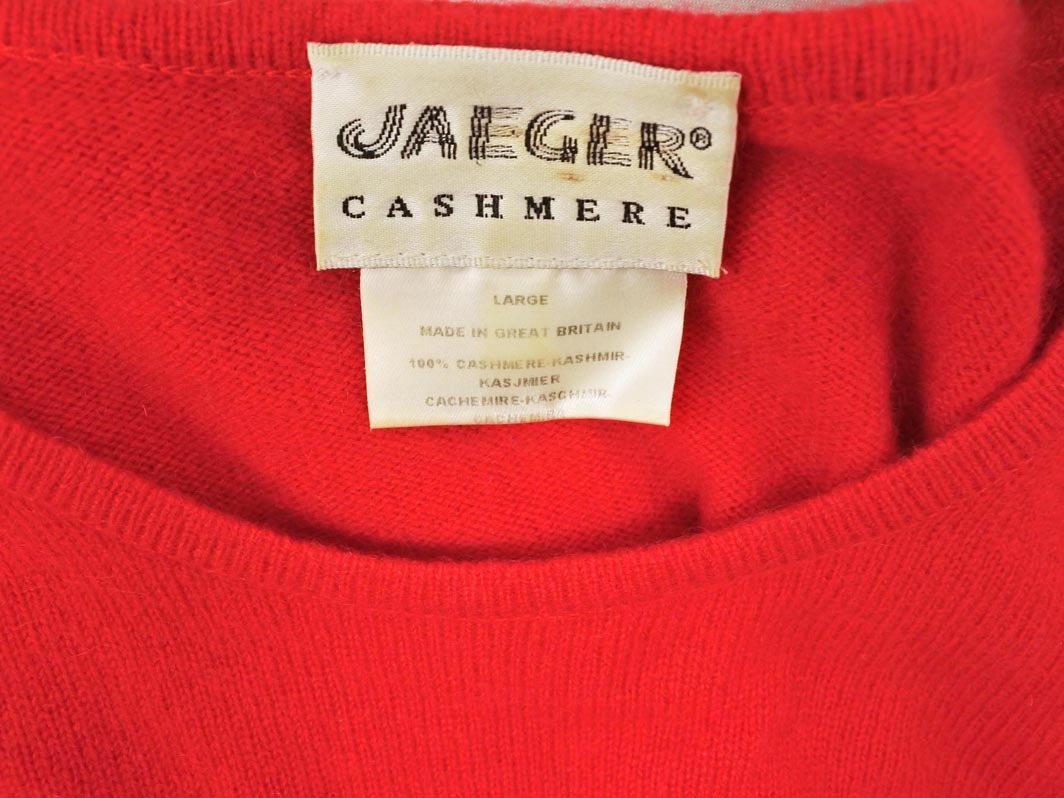 JAEGER®
CASHMERE
LARGE
MADE IN GREAT BRITAIN
100% CASHMERE-KASHMIR-
KASJMIER
CACHEMIRE-KASCHMIR-